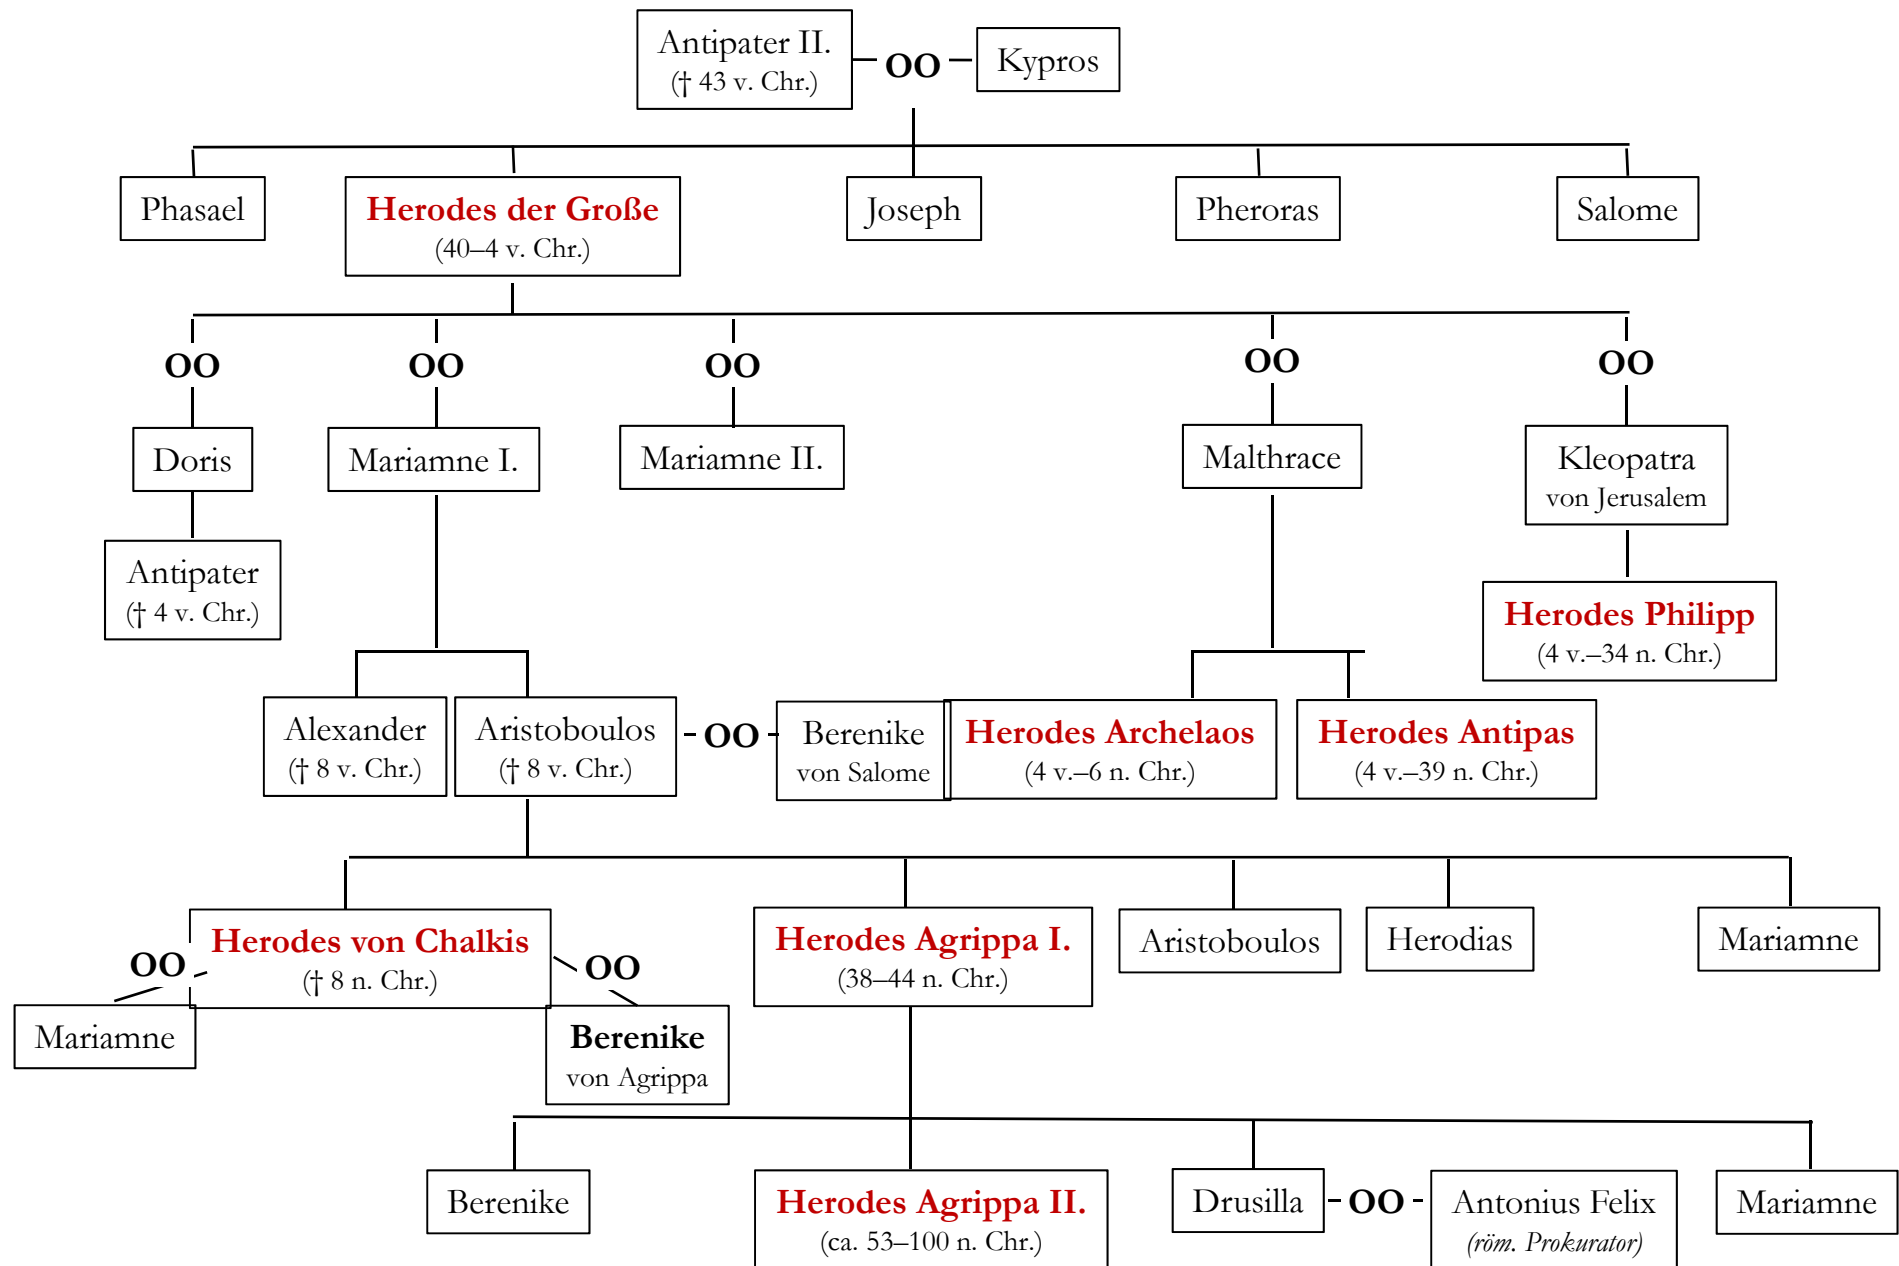 Antipater II.
(† 43 v. Chr.)
OO
Kypros
Phasael
Herodes der Große
(40–4 v. Chr.)
Joseph
Pheroras
Salome
OO
OO
OO
OO
OO
Doris
Mariamne I.
Mariamne II.
Malthrace
Kleopatra
von Jerusalem
Antipater
(† 4 v. Chr.)
Herodes Philipp
(4 v.–34 n. Chr.)
Alexander
(† 8 v. Chr.)
Aristoboulos
(† 8 v. Chr.)
OO
Berenike
von Salome
Herodes Archelaos
(4 v.–6 n. Chr.)
Herodes Antipas
(4 v.–39 n. Chr.)
OO
Herodes von Chalkis
(† 8 n. Chr.)
OO
Herodes Agrippa I.
(38–44 n. Chr.)
Aristoboulos
Herodias
Mariamne
Mariamne
Berenike
von Agrippa
Berenike
Herodes Agrippa II.
(ca. 53–100 n. Chr.)
Drusilla
OO
Antonius Felix
(röm. Prokurator)
Mariamne